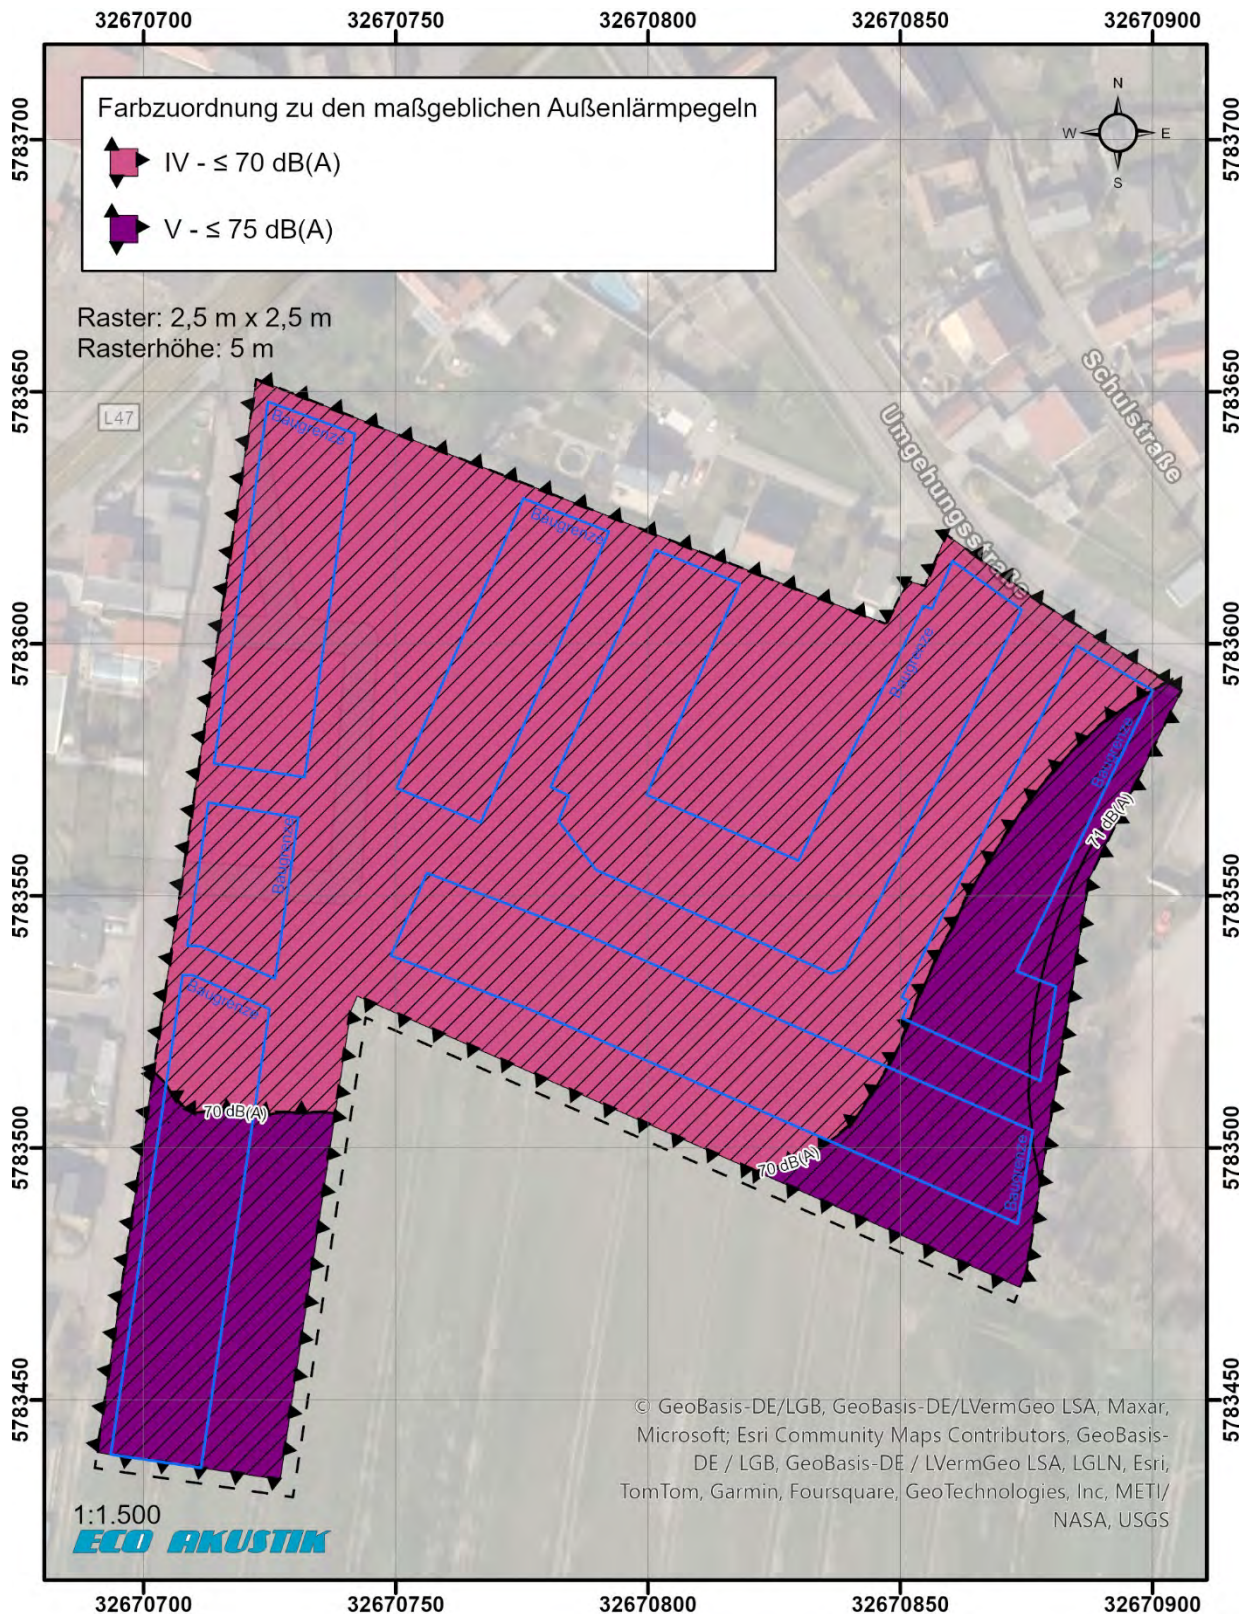 32670700 32670750 32670800 32670850 32670900
Farbzuordnung zu den maßgeblichen Außenlärmpegeln
IV - ≤ 70 dB(A)
V - ≤ 75 dB(A)
N
W E
S
5783700 5783700
Raster: 2,5 m x 2,5 m
Rasterhöhe: 5 m
5783650 5783650
L47
Schulstraße
Umgehungsstraße
Baugrenze
Baugrenze
5783600 5783600
Baugrenze
Baugrenze
71 dB(A)
Baugrenze
5783550 5783550
Baugrenze
70 dB(A)
5783500 5783500
70 dB(A)
Baugrenze
5783450 5783450
© GeoBasis-DE/LGB, GeoBasis-DE/LVermGeo LSA, Maxar,
Microsoft; Esri Community Maps Contributors, GeoBasis-
DE / LGB, GeoBasis-DE / LVermGeo LSA, LGLN, Esri,
TomTom, Garmin, Foursquare, GeoTechnologies, Inc, METI/
NASA, USGS
1:1.500
ECO AKUSTIK
32670700 32670750 32670800 32670850 32670900